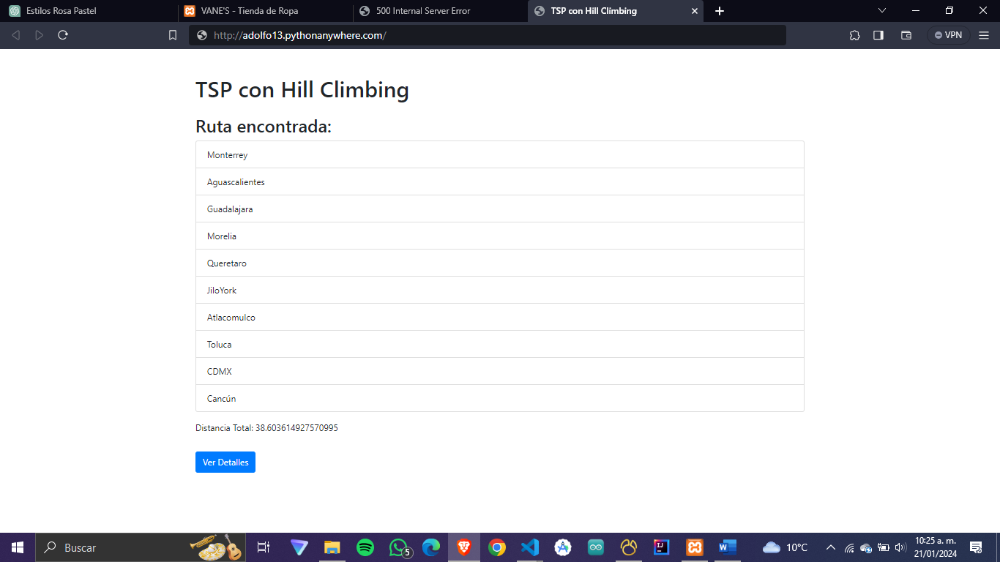 Estilos Rosa Pastel
VANE'S - Tienda de Ropa
500 Internal Server Error
TSP con Hill Climbing
http://adolfo13.pythonanywhere.com/
VPN
TSP con Hill Climbing
Ruta encontrada:
Monterrey
Aguascalientes
Guadalajara
Morelia
Queretaro
JiloYork
Atlacomulco
Toluca
CDMX
Cancún
Distancia Total: 38.603614927570995
Ver Detalles
Buscar
5
10°C
10:25 a. m.
21/01/2024